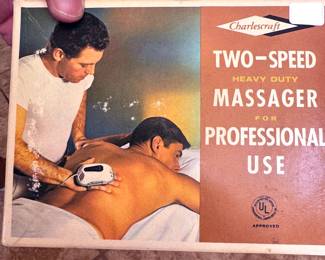 Charlescraft
TWO-SPEED
HEAVY DUTY
MASSAGER
FOR
PROFESSIONAL
USE
UL
APPROVED